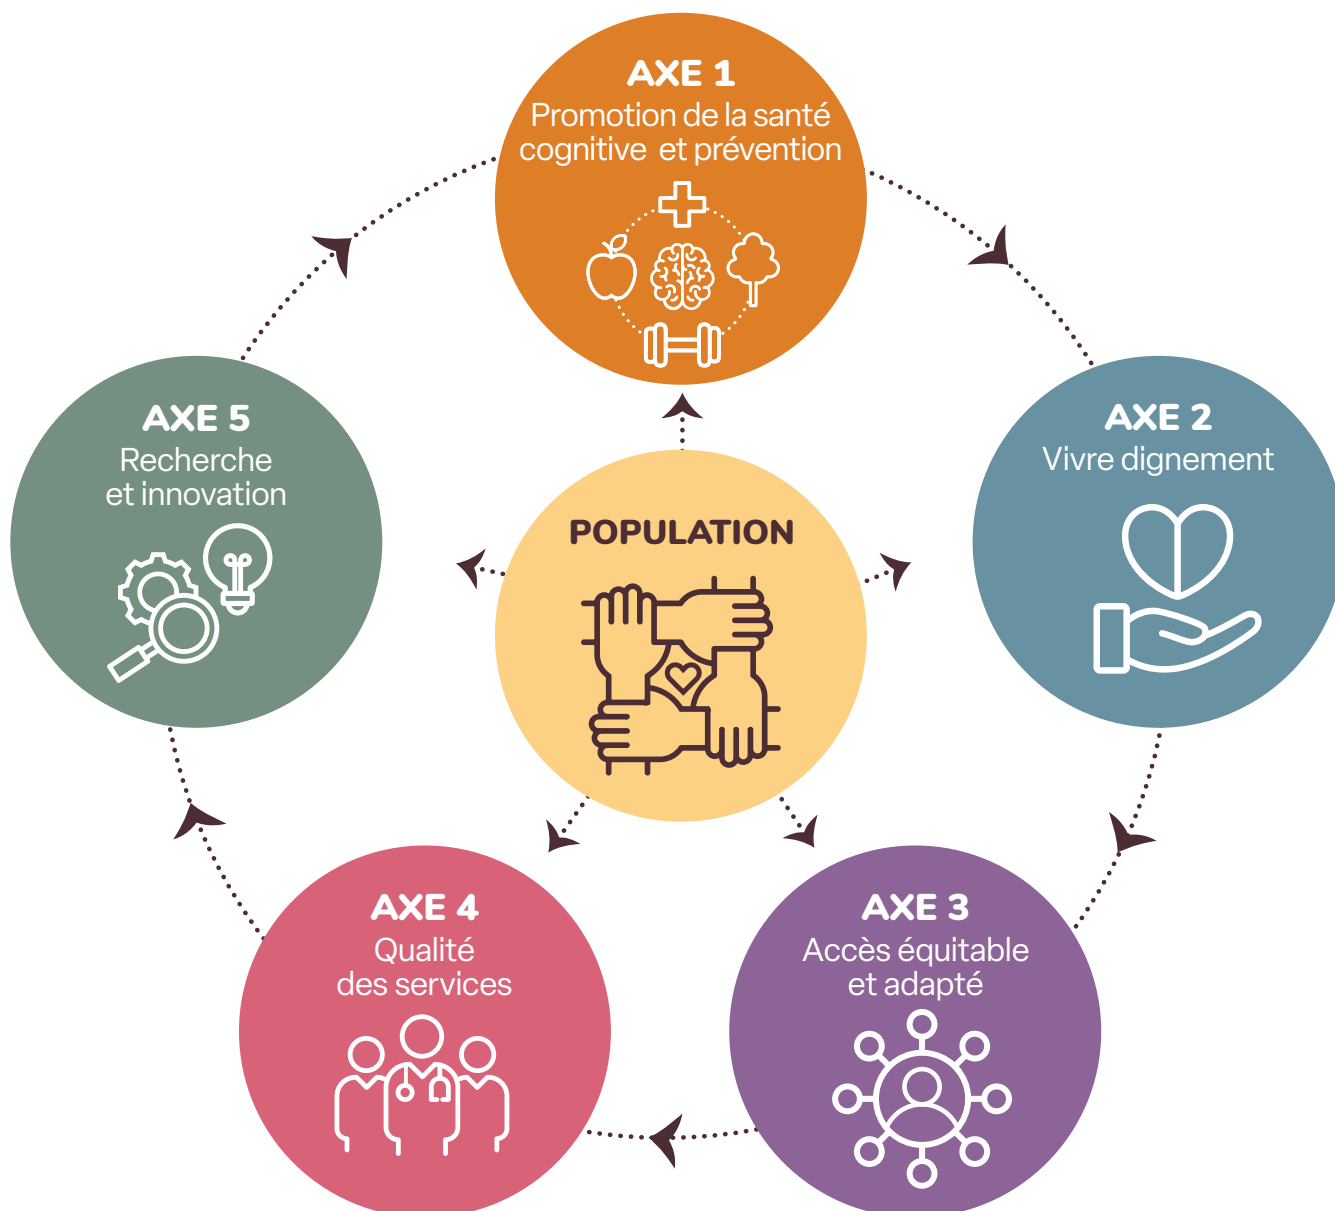 AXE 1
Promotion de la santé
cognitive et prévention
AXE 2
Vivre dignement
AXE 3
Accès équitable
et adapté
AXE 4
Qualité
des services
AXE 5
Recherche
et innovation
POPULATION